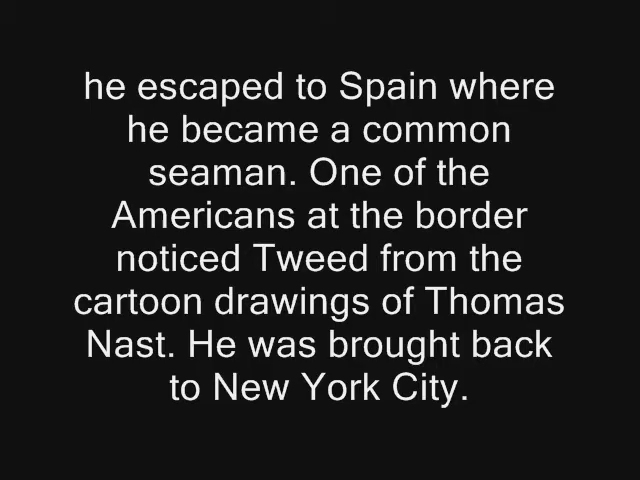 he escaped to Spain where
he became a common
seaman. One of the
Americans at the border
noticed Tweed from the
cartoon drawings of Thomas
Nast. He was brought back
to New York City.